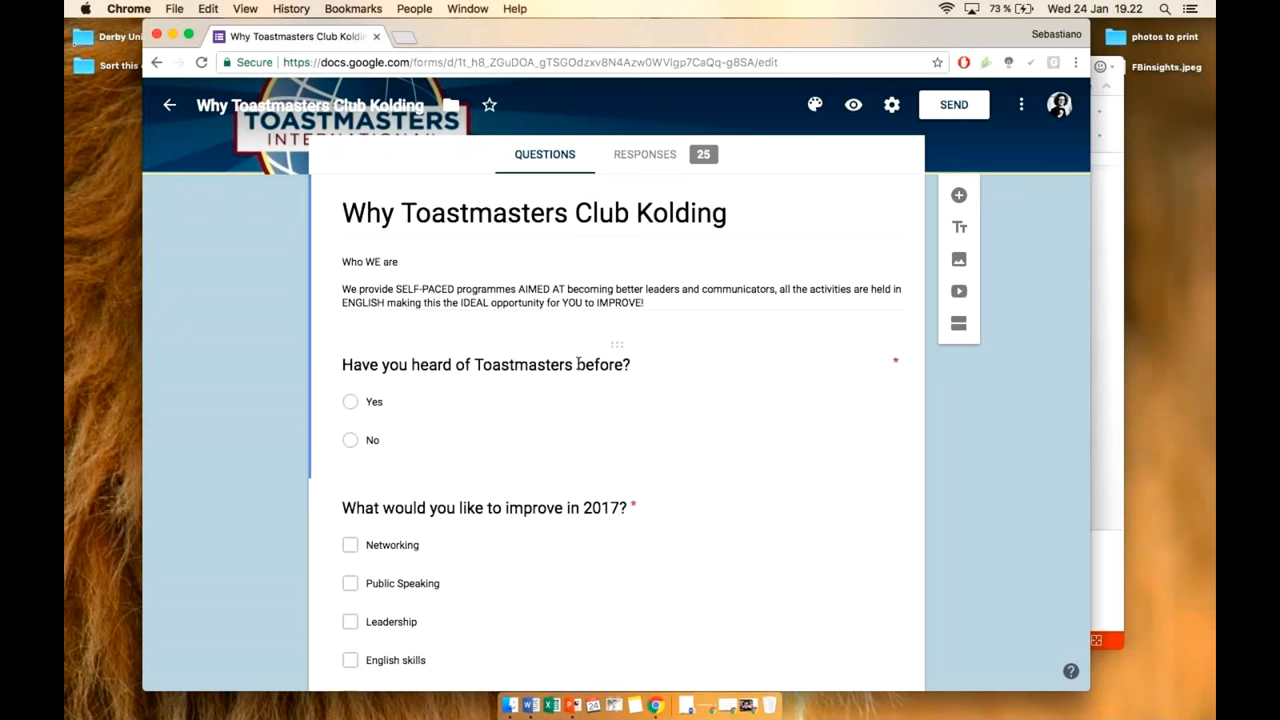 Chrome File Edit View History Bookmarks People Window Help 73 % Wed 24 Jan 19.22
Derby Uni
Sort this
photos to print
FBinsights.jpeg
Why Toastmasters Club Koldin
Sebastiano
Secure https://docs.google.com/forms/d/1t_h8_ZGuDOA_gTSGOdzxv8N4Azw0WVIgp7CaQq-g8SA/edit
Why Toastmasters Club Kolding
SEND
TOASTMASTERS
INTERNATIONAL
QUESTIONS RESPONSES 25
Why Toastmasters Club Kolding
Who WE are
We provide SELF-PACED programmes AIMED AT becoming better leaders and communicators, all the activities are held in
ENGLISH making this the IDEAL opportunity for YOU to IMPROVE!
Have you heard of Toastmasters before? *
Yes
No
What would you like to improve in 2017? *
Networking
Public Speaking
Leadership
English skills